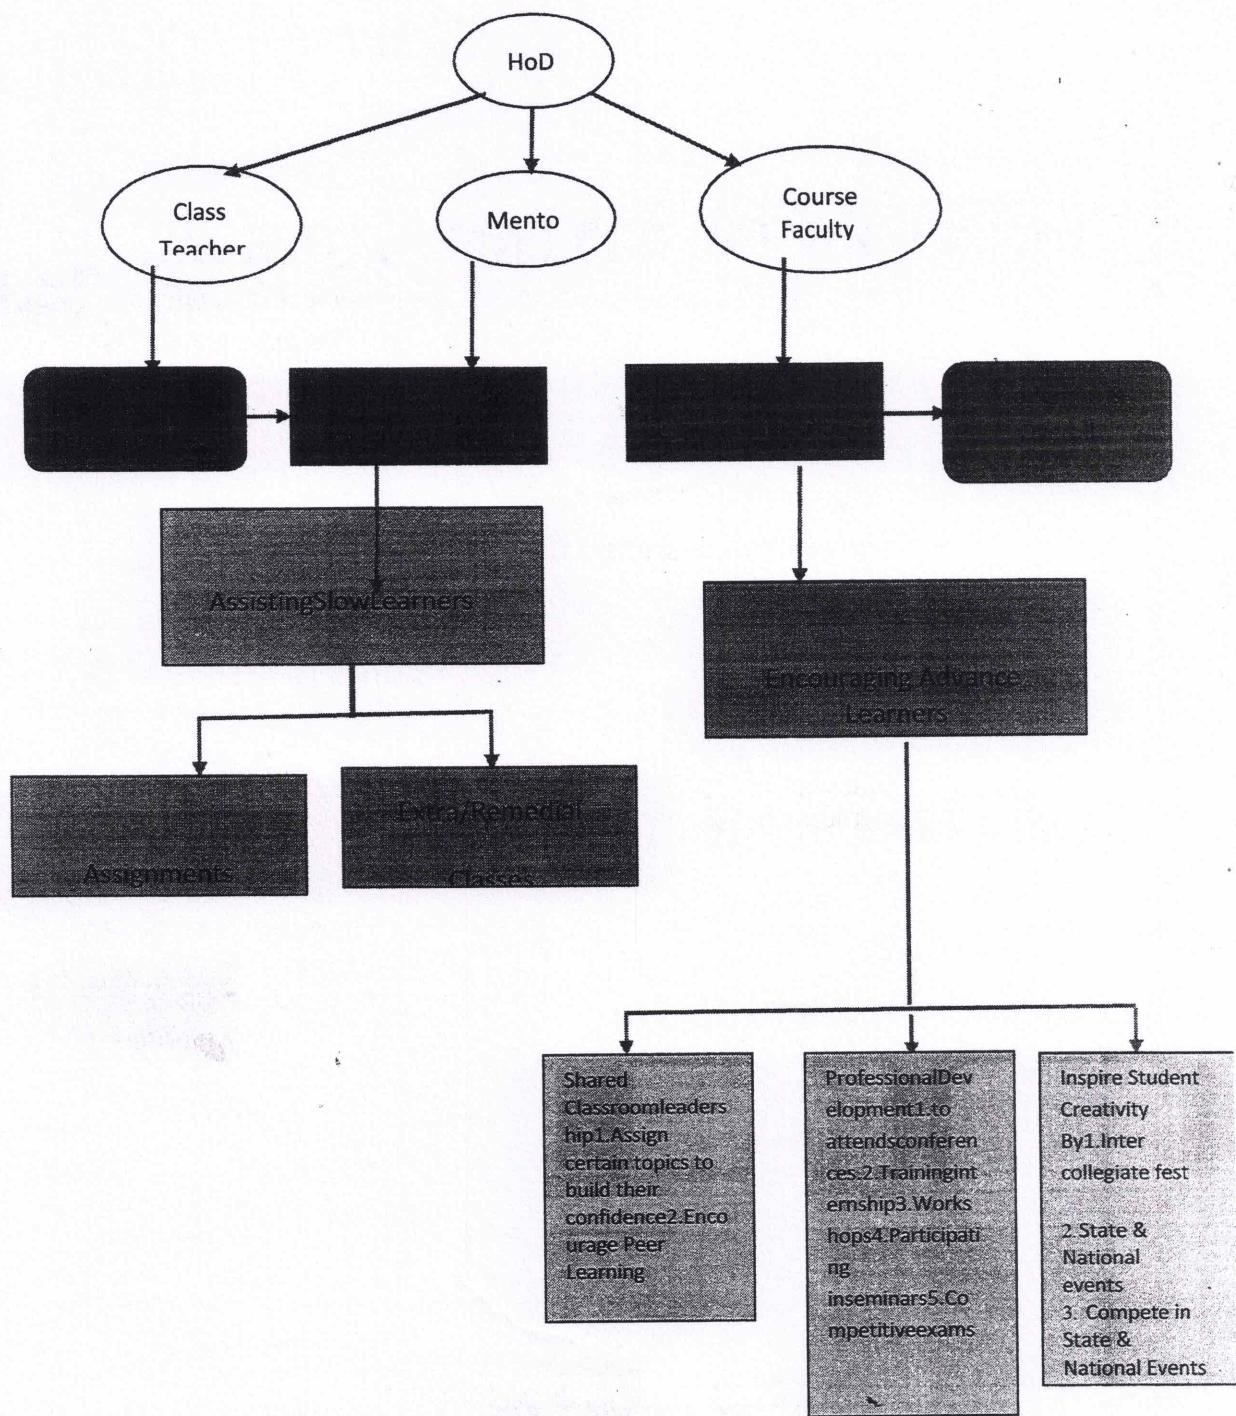 HoD
Class
Teacher
Mento
Course
Faculty
AssistingSlowLearners
Encouraging Advance
Learners
Extra/Remedial
Classes
Assignments
Shared
Classroomleaders
hip1.Assign
certain topics to
build their
confidence2.Enco
urage Peer
Learning
ProfessionalDev
elopment1.to
attendsconferen
ces.2.Trainingint
ernship3.Works
hops4.Participati
ng
inseminars5.Co
mpetitiveexams
Inspire Student
Creativity
By1.Inter
collegiate fest
2.State &
National
events
3. Compete in
State &
National Events